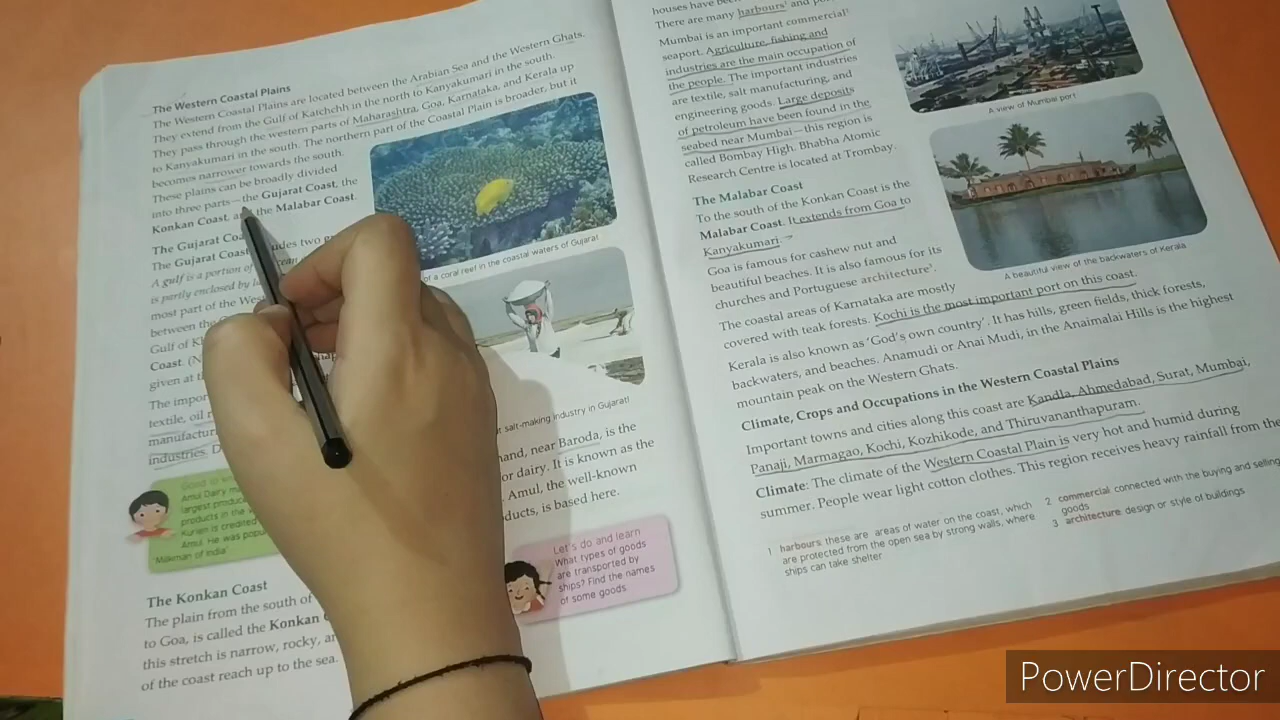 The Western Coastal Plains
The Western Coastal Plains are located between the Arabian Sea and the Western Ghats.
They extend from the Gulf of Katchchh in the north to Kanyakumari in the south.
They pass through the western parts of Maharashtra, Goa, Karnataka, and Kerala up
to Kanyakumari in the south. The northern part of the Coastal Plain is broader, but it
becomes narrower towards the south.
These plains can be broadly divided
into three parts—the Gujarat Coast, the
Konkan Coast, the Malabar Coast.
The Gujarat
The Gujarat Coast two
A gulf is a portion of
is partly enclosed by
most part of the
between the
Gulf of
Coast.
given at
The
textile, oil
industries.
of a coral reef in the coastal waters of Gujarat
salt-making industry in Gujarat
near Baroda, is the
for dairy. It is known as the
Amul, the well-known
is based here.
Good to
Amul Dairy
largest
products in the
Kurien is credited
Amul. He was
'Milkman of India'
Let's do and learn
What types of goods
are transported by
ships? Find the names
of some goods
The Konkan Coast
The plain from the south of
to Goa, is called the Konkan
this stretch is narrow, rocky,
of the coast reach up to the sea.
houses have
There are many harbours¹ and
Mumbai is an important commercial²
seaport. Agriculture, fishing and
industries are the main occupation of
the people. The important industries
are textile, salt manufacturing, and
engineering goods. Large deposits
of petroleum have been found in the
seabed near Mumbai—this region is
called Bombay High. Bhabha Atomic
Research Centre is located at Trombay.
A view of Mumbai port
The Malabar Coast
To the south of the Konkan Coast is the
Malabar Coast. It extends from Goa to
Kanyakumari
Goa is famous for cashew nut and
beautiful beaches. It is also famous for its
churches and Portuguese architecture³.
A beautiful view of the backwaters of Kerala
The coastal areas of Karnataka are mostly
covered with teak forests. Kochi is the most important port on this coast.
Kerala is also known as 'God's own country'. It has hills, green fields, thick forests,
backwaters, and beaches. Anamudi or Anai Mudi, in the Anaimalai Hills is the highest
mountain peak on the Western Ghats.
Climate, Crops and Occupations in the Western Coastal Plains
Important towns and cities along this coast are Kandla, Ahmedabad, Surat, Mumbai,
Panaji, Marmagao, Kochi, Kozhikode, and Thiruvananthapuram.
Climate: The climate of the Western Coastal Plain is very hot and humid during
summer. People wear light cotton clothes. This region receives heavy rainfall from the
1 harbours these are areas of water on the coast, which
are protected from the open sea by strong walls, where
ships can take shelter
2 commercial connected with the buying and selling
goods
3 architecture design or style of buildings
PowerDirector